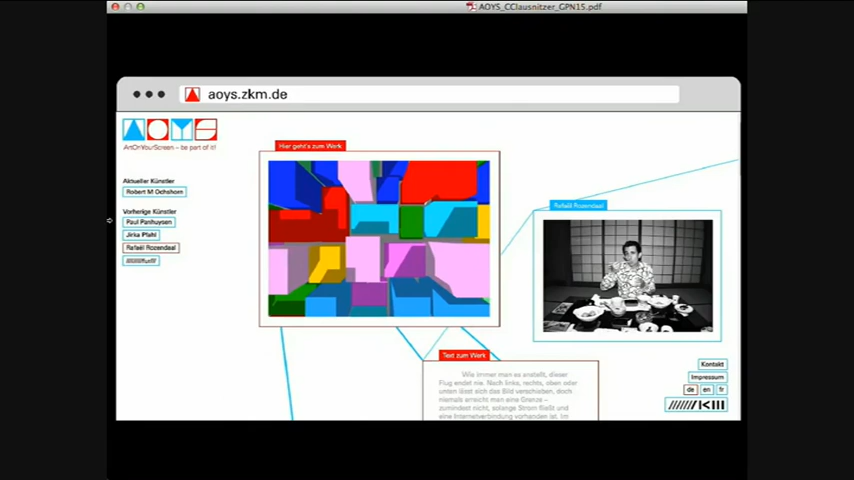 AOYS_CClausnitzer_GPN15.pdf
aoys.zkm.de
AOYS
ArtOnYourScreen – be part of it!
Aktueller Künstler
Robert M Ochshorn
Vorherige Künstler
Paul Panhuysen
Jirka Pfahl
Rafaël Rozendaal
Hier geht's zum Werk
Rafaël Rozendaal
Text zum Werk
Wie immer man es anstellt, dieser
Flug endet nie. Nach links, rechts, oben oder
unten lässt sich das Bild verschieben, doch
niemals erreicht man eine Grenze –
zumindest nicht, solange Strom fließt und
eine Internetverbindung vorhanden ist. Im
Kontakt
Impressum
de en fr